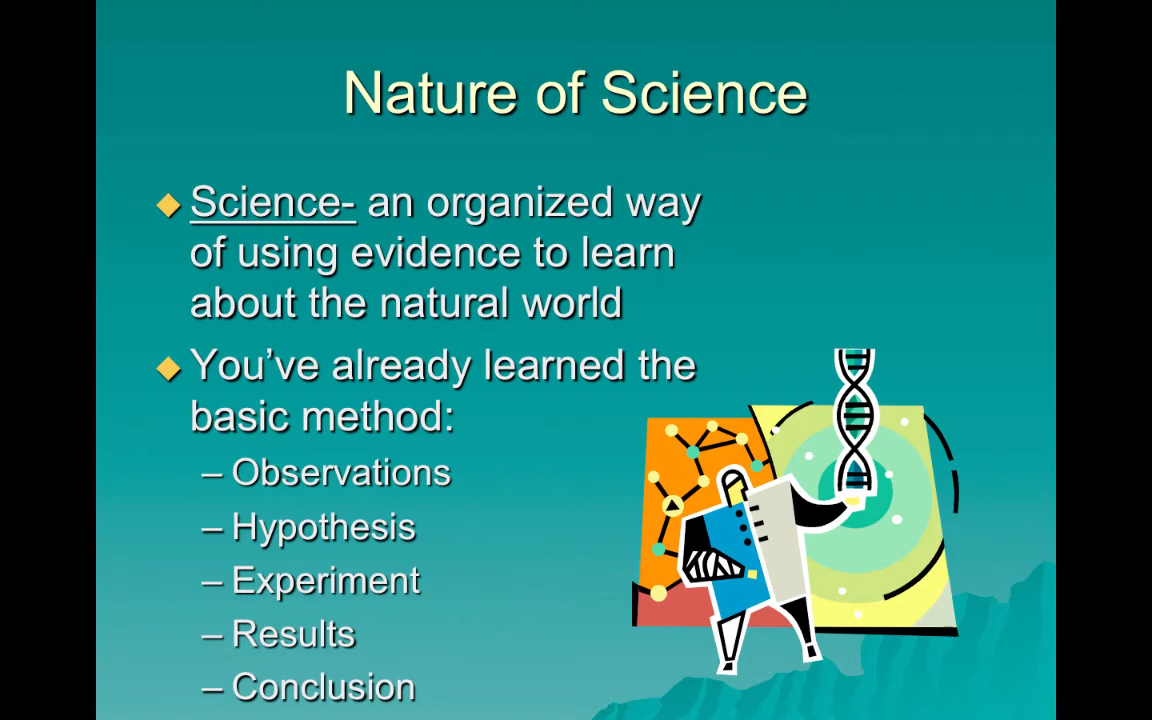 Nature of Science
Science- an organized way
of using evidence to learn
about the natural world
You’ve already learned the
basic method:
– Observations
– Hypothesis
– Experiment
– Results
– Conclusion